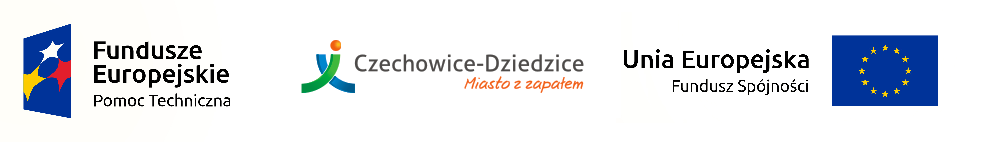 Fundusze
Europejskie
Pomoc Techniczna
Czechowice-Dziedzice
Miasto z zapałem
Unia Europejska
Fundusz Spójności